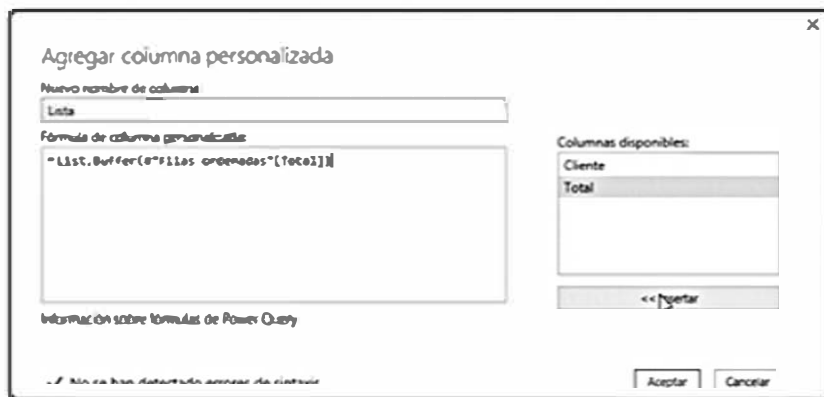 ×
Agregar columna personalizada
Nuevo nombre de columna
Lista
Fórmula de columna personalizada:
=List.Buffer(#"Filas ordenadas"[Total])
Columnas disponibles:
Cliente
Total
<< Insertar
Información sobre fórmulas de Power Query
✓ No se han detectado errores de sintaxis.
Aceptar
Cancelar